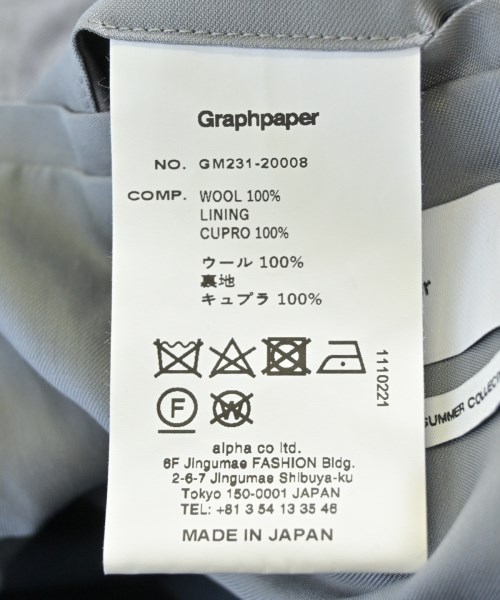 Graphpaper
NO. GM231-20008
COMP. WOOL 100%
LINING
CUPRO 100%
ウール 100%
裏地
キュプラ 100%
1110221
F
W
alpha co ltd.
6F Jingumae FASHION Bldg.
2-6-7 Jingumae Shibuya-ku
Tokyo 150-0001 JAPAN
TEL: +81 3 54 13 35 46
MADE IN JAPAN
r
SUMMER COLLECTIO